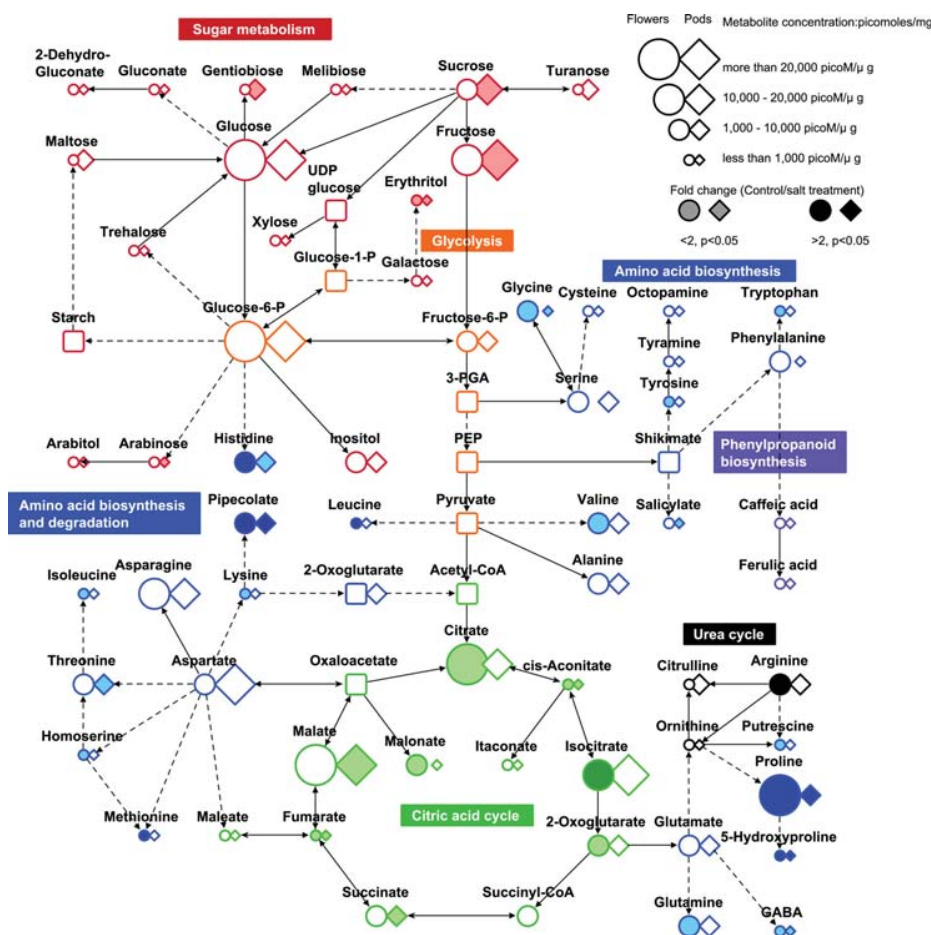 Sugar metabolism
Flowers Pods Metabolite concentration:picomoles/mg
more than 20,000 picoM/µ g
10,000 - 20,000 picoM/µ g
1,000 - 10,000 picoM/µ g
less than 1,000 picoM/µ g
Fold change (Control/salt treatment)
<2, p<0.05
>2, p<0.05
2-Dehydro-
Gluconate
Gluconate
Gentiobiose
Melibiose
Sucrose
Turanose
Maltose
Glucose
UDP
glucose
Fructose
Erythritol
Trehalose
Xylose
Glycolysis
Glucose-1-P
Galactose
Amino acid biosynthesis
Starch
Glucose-6-P
Fructose-6-P
Glycine
Cysteine
Octopamine
Tryptophan
Tyramine
Phenylalanine
3-PGA
Serine
Tyrosine
Arabitol
Arabinose
Histidine
Inositol
PEP
Shikimate
Phenylpropanoid
biosynthesis
Amino acid biosynthesis
and degradation
Pipecolate
Leucine
Pyruvate
Valine
Salicylate
Caffeic acid
Isoleucine
Asparagine
Lysine
2-Oxoglutarate
Acetyl-CoA
Alanine
Ferulic acid
Citrate
Urea cycle
Threonine
Aspartate
Oxaloacetate
cis-Aconitate
Citrulline
Arginine
Homoserine
Malate
Malonate
Itaconate
Isocitrate
Ornithine
Putrescine
Proline
Methionine
Maleate
Fumarate
Citric acid cycle
2-Oxoglutarate
Glutamate
5-Hydroxyproline
Succinate
Succinyl-CoA
Glutamine
GABA